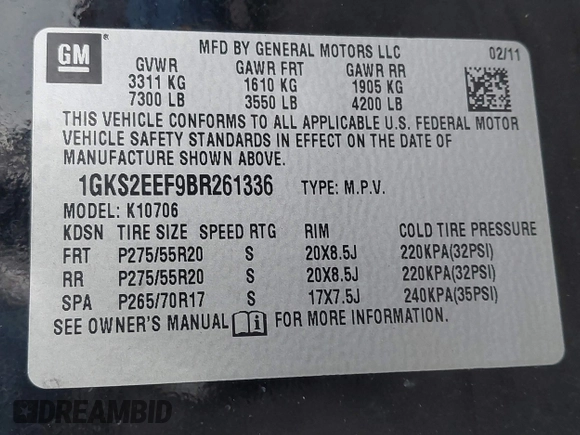 GM
®
MFD BY GENERAL MOTORS LLC
02/11
GVWR GAWR FRT GAWR RR
3311 KG 1610 KG 1905 KG
7300 LB 3550 LB 4200 LB
THIS VEHICLE CONFORMS TO ALL APPLICABLE U.S. FEDERAL MOTOR
VEHICLE SAFETY STANDARDS IN EFFECT ON THE DATE OF
MANUFACTURE SHOWN ABOVE.
1GKS2EEF9BR261336 TYPE: M.P.V.
MODEL: K10706
KDSN TIRE SIZE SPEED RTG RIM COLD TIRE PRESSURE
FRT P275/55R20 S 20X8.5J 220KPA(32PSI)
RR P275/55R20 S 20X8.5J 220KPA(32PSI)
SPA P265/70R17 S 17X7.5J 240KPA(35PSI)
SEE OWNER'S MANUAL i FOR MORE INFORMATION.
DREAMBID